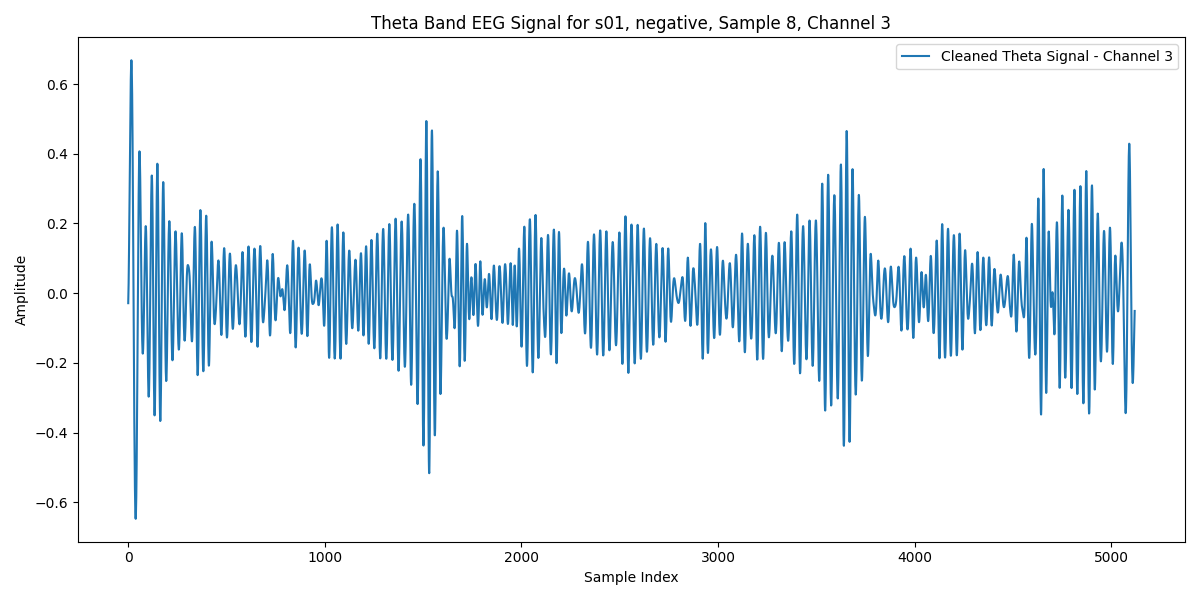 Theta Band EEG Signal for s01, negative, Sample 8, Channel 3
Cleaned Theta Signal - Channel 3
Amplitude
0.6
0.4
0.2
0.0
−0.2
−0.4
−0.6
0 1000 2000 3000 4000 5000
Sample Index